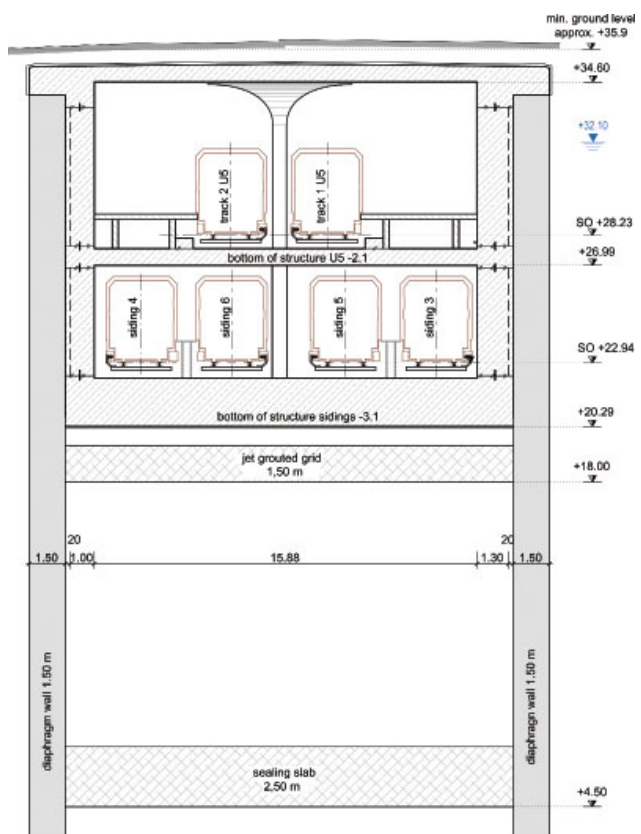 min. ground level
approx. +35.9
+34.60
+32.10
track 2 U5
track 1 U5
SO +28.23
bottom of structure U5 -2.1
+26.99
siding 4
siding 6
siding 5
siding 3
SO +22.94
bottom of structure sidings -3.1
+20.29
jet grouted grid
1,50 m
+18.00
20
20
1.50
1.00
15.88
1.30
1.50
diaphragm wall 1.50 m
diaphragn wall 1.50 m
sealing slab
2,50 m
+4.50